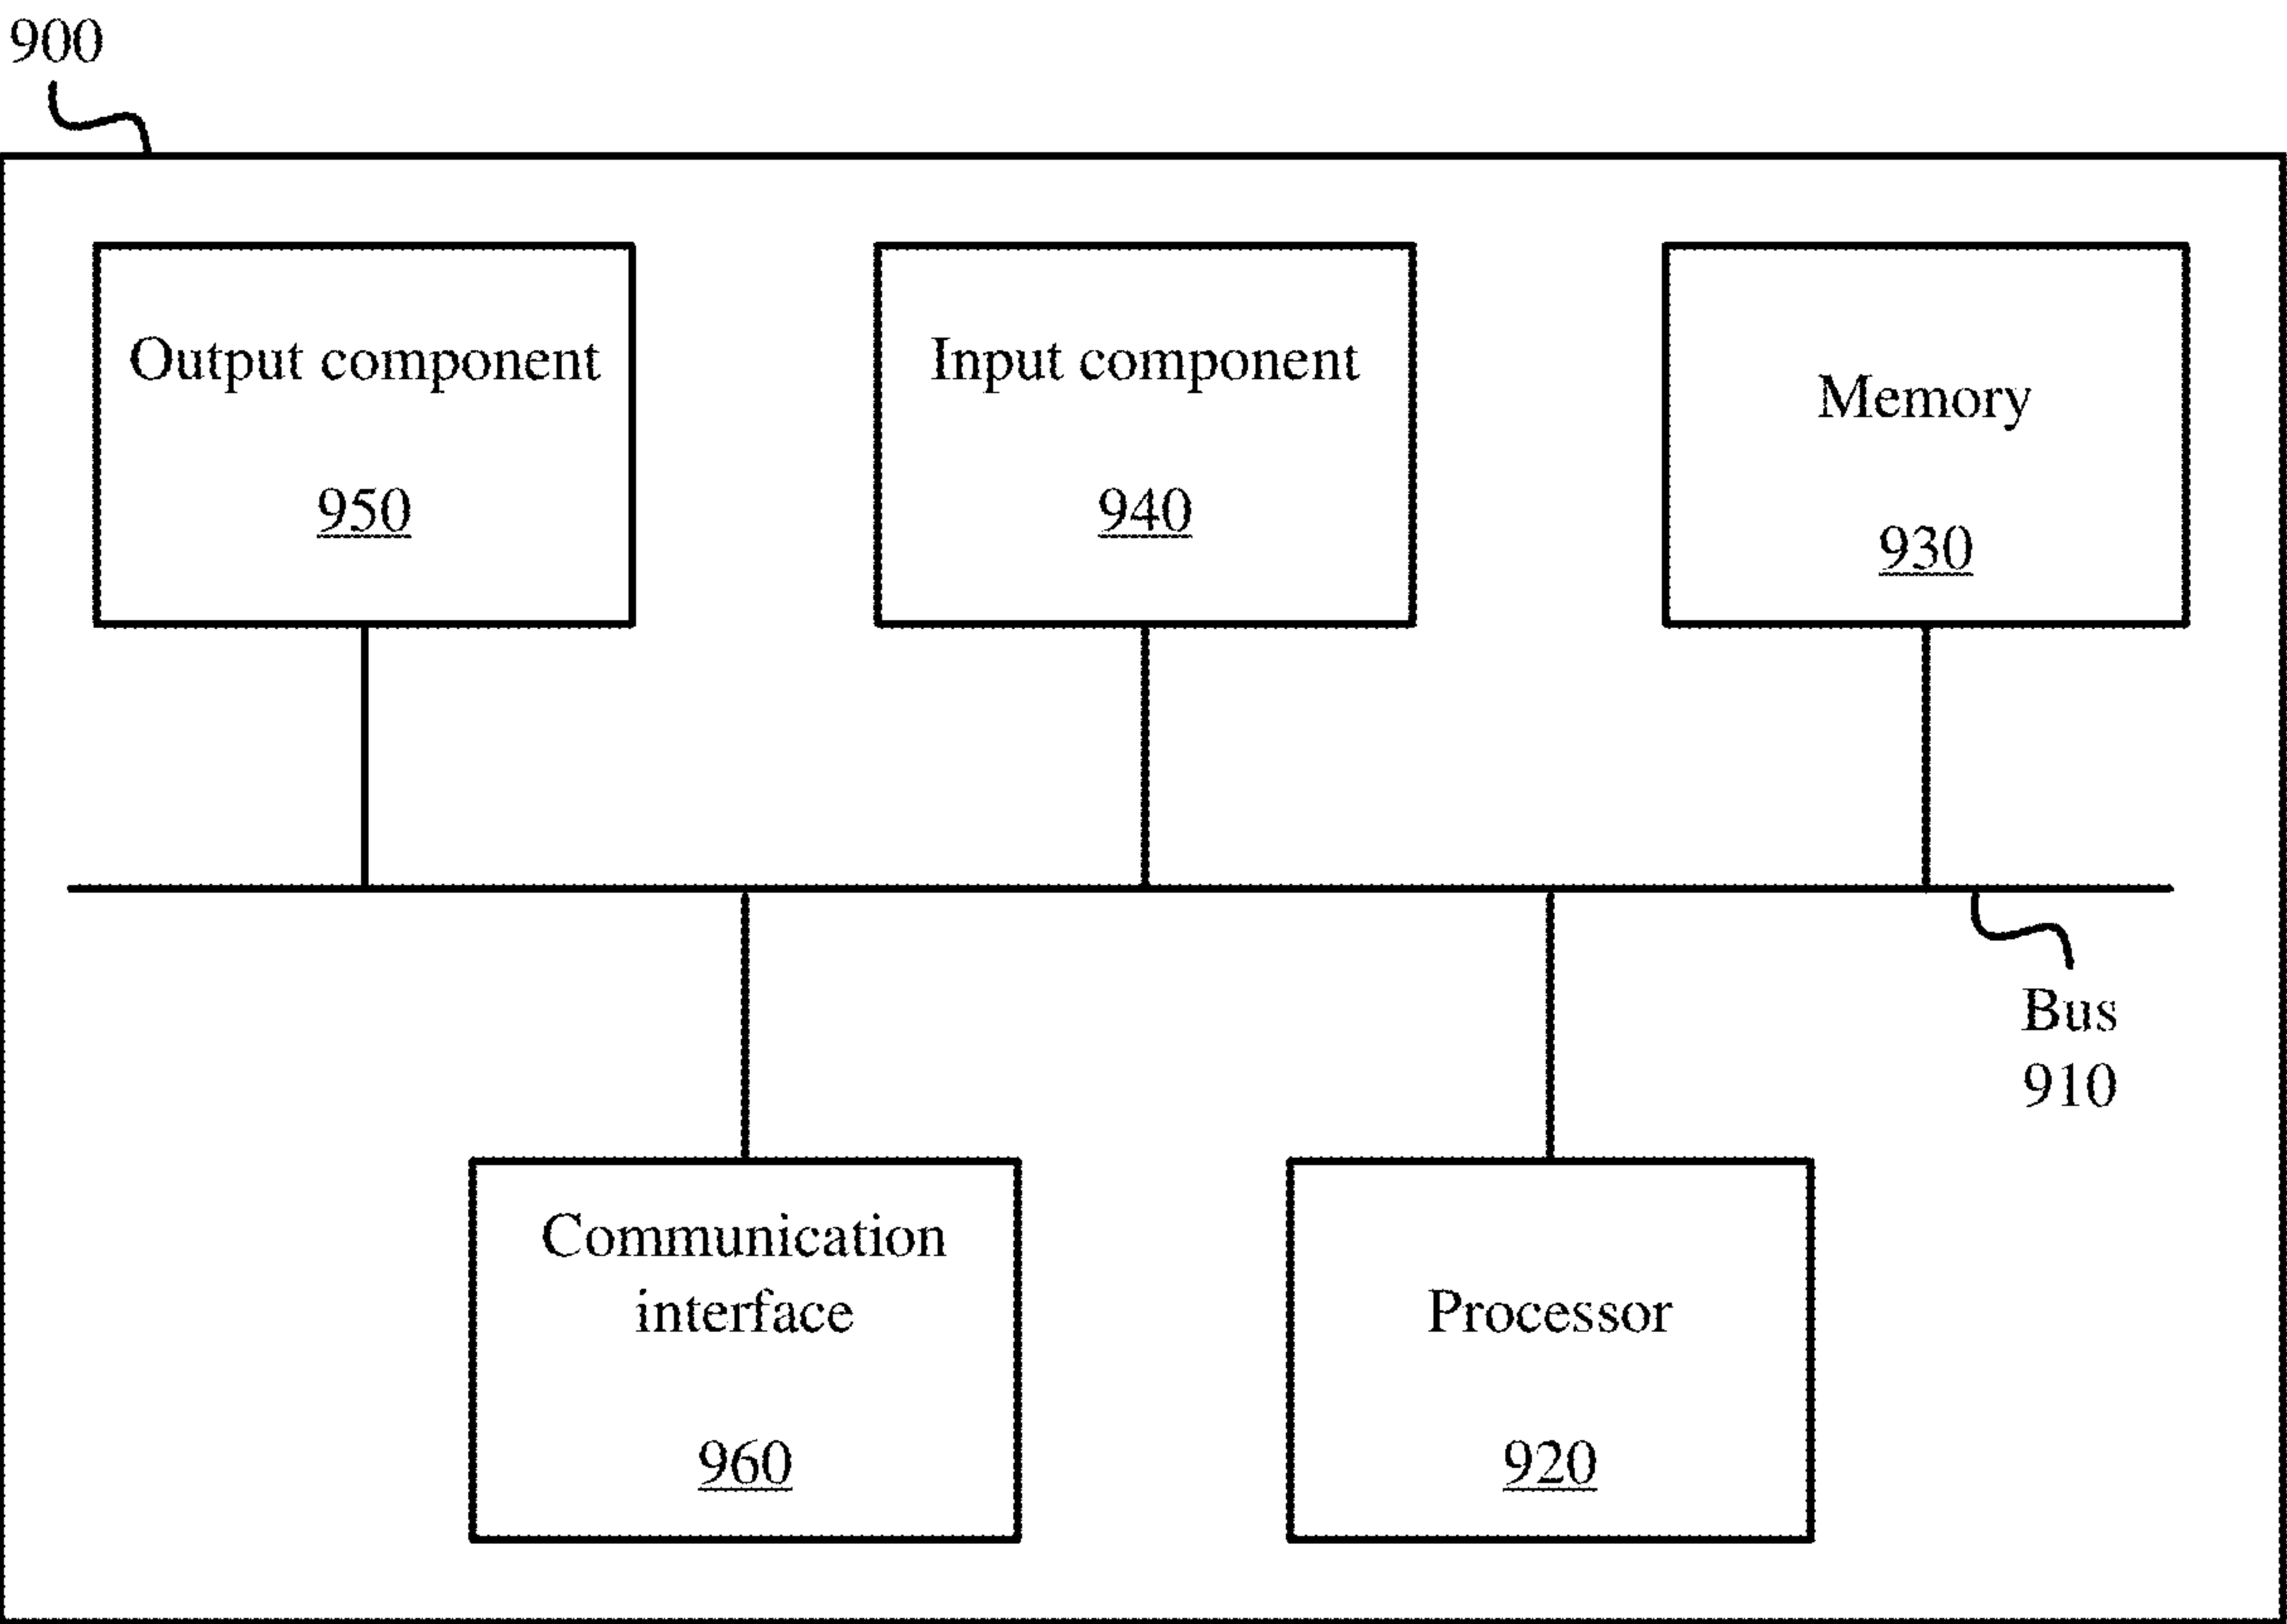 900
Output component
950
Input component
940
Memory
930
Bus
910
Communication
interface
960
Processor
920